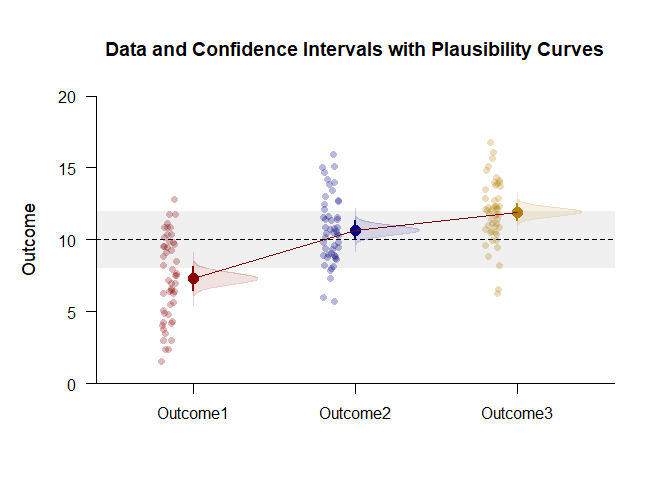 Data and Confidence Intervals with Plausibility Curves
20
15
10
5
0
Outcome
Outcome1
Outcome2
Outcome3